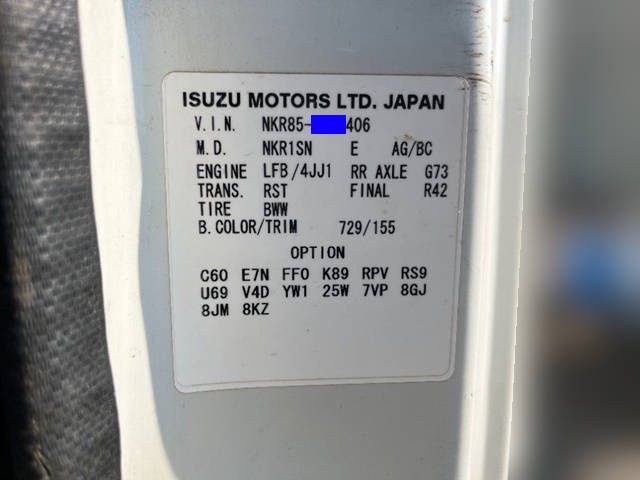 ISUZU MOTORS LTD. JAPAN
V.I.N. NKR85-406
M.D. NKR1SN E AG/BC
ENGINE LFB/4JJ1 RR AXLE G73
TRANS. RST FINAL R42
TIRE BWW
B.COLOR/TRIM 729/155
OPTION
C60 E7N FF0 K89 RPV RS9
U69 V4D YW1 25W 7VP 8GJ
8JM 8KZ